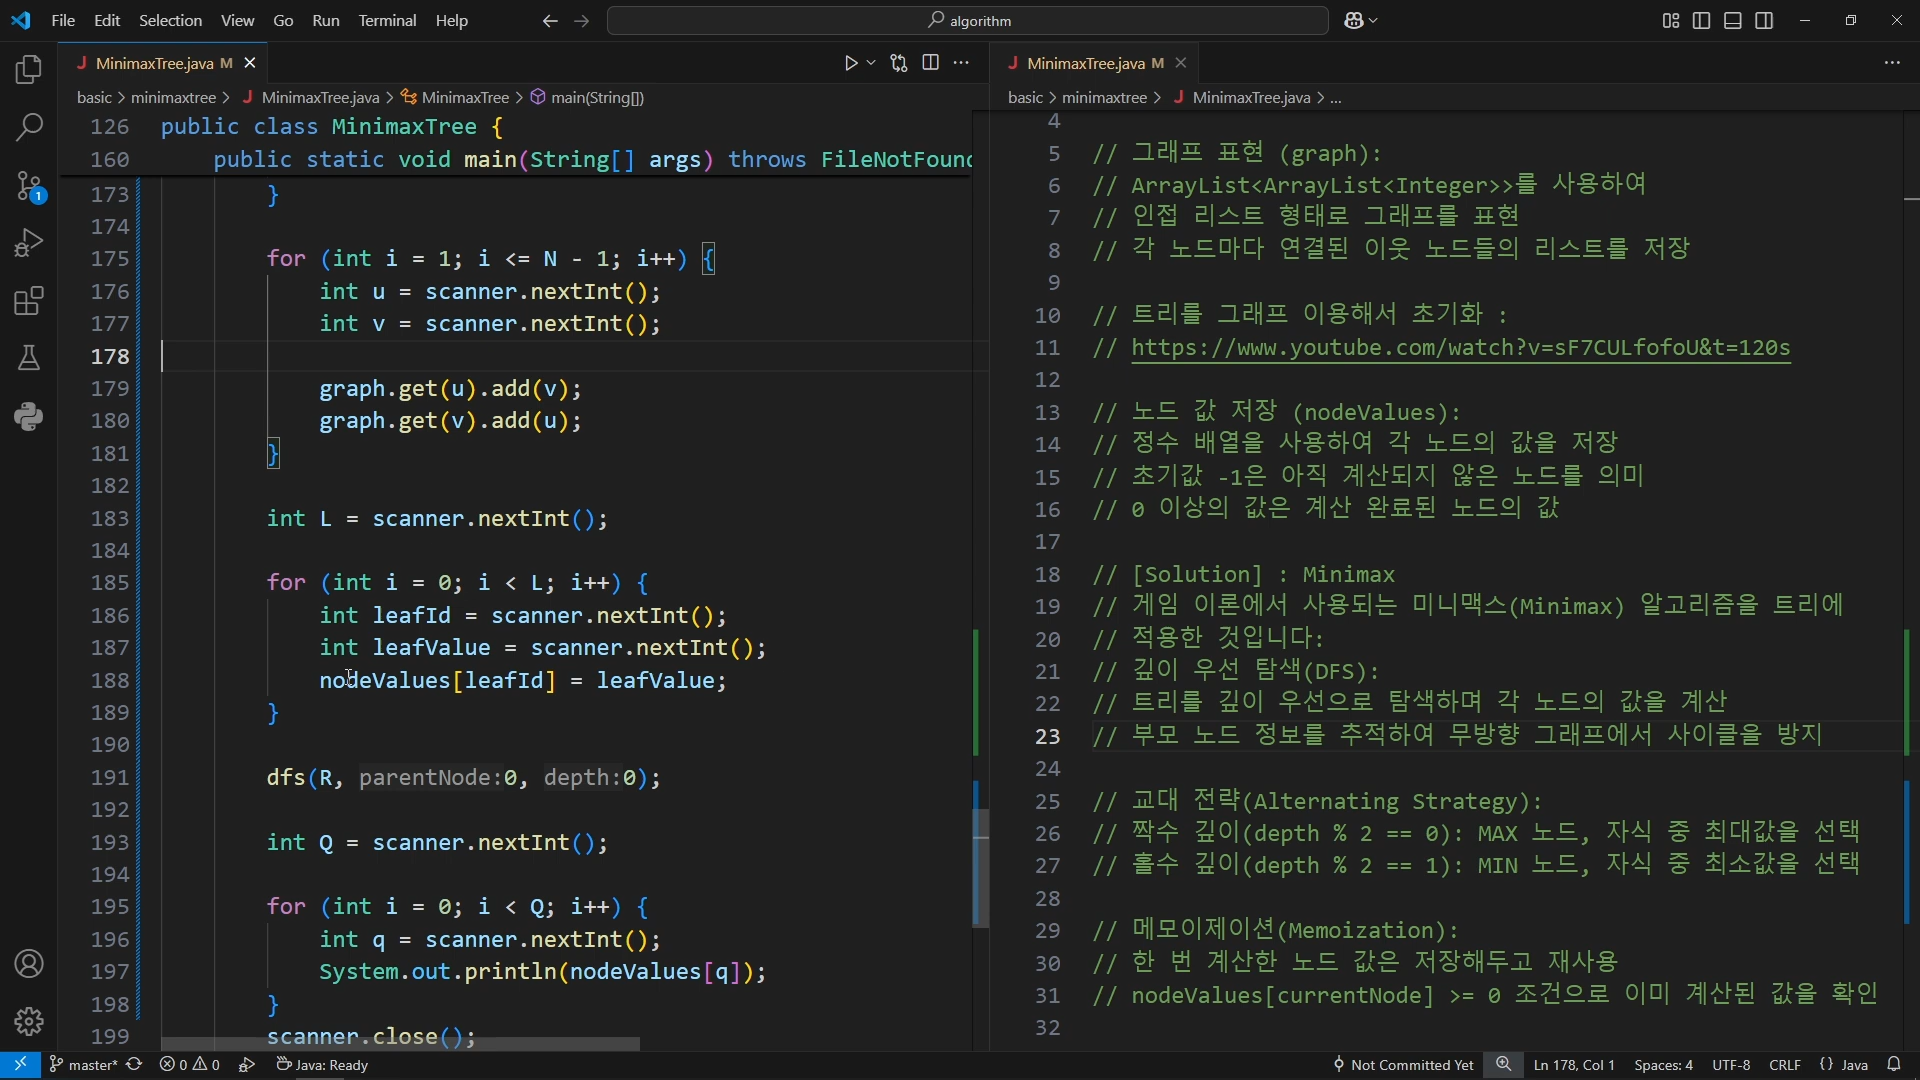 File Edit Selection View Go Run Terminal Help
algorithm
MinimaxTree.java M
basic > minimaxtree > MinimaxTree.java > MinimaxTree > main(String[])
126 public class MinimaxTree {
160 public static void main(String[] args) throws FileNotFound
173 }
174
175 for (int i = 1; i <= N - 1; i++) {
176 int u = scanner.nextInt();
177 int v = scanner.nextInt();
178
179 graph.get(u).add(v);
180 graph.get(v).add(u);
181 }
182
183 int L = scanner.nextInt();
184
185 for (int i = 0; i < L; i++) {
186 int leafId = scanner.nextInt();
187 int leafValue = scanner.nextInt();
188 nodeValues[leafId] = leafValue;
189 }
190
191 dfs(R, parentNode:0, depth:0);
192
193 int Q = scanner.nextInt();
194
195 for (int i = 0; i < Q; i++) {
196 int q = scanner.nextInt();
197 System.out.println(nodeValues[q]);
198 }
199 scanner.close();
MinimaxTree.java M
basic > minimaxtree > MinimaxTree.java > ...
4
5 // 그래프 표현 (graph):
6 // ArrayList<ArrayList<Integer>>를 사용하여
7 // 인접 리스트 형태로 그래프를 표현
8 // 각 노드마다 연결된 이웃 노드들의 리스트를 저장
9
10 // 트리를 그래프 이용해서 초기화 :
11 // https://www.youtube.com/watch?v=sF7CULfofoU&t=120s
12
13 // 노드 값 저장 (nodeValues):
14 // 정수 배열을 사용하여 각 노드의 값을 저장
15 // 초기값 -1은 아직 계산되지 않은 노드를 의미
16 // 0 이상의 값은 계산 완료된 노드의 값
17
18 // [Solution] : Minimax
19 // 게임 이론에서 사용되는 미니맥스(Minimax) 알고리즘을 트리에
20 // 적용한 것입니다:
21 // 깊이 우선 탐색(DFS):
22 // 트리를 깊이 우선으로 탐색하며 각 노드의 값을 계산
23 // 부모 노드 정보를 추적하여 무방향 그래프에서 사이클을 방지
24
25 // 교대 전략(Alternating Strategy):
26 // 짝수 깊이(depth % 2 == 0): MAX 노드, 자식 중 최대값을 선택
27 // 홀수 깊이(depth % 2 == 1): MIN 노드, 자식 중 최소값을 선택
28
29 // 메모이제이션(Memoization):
30 // 한 번 계산한 노드 값은 저장해두고 재사용
31 // nodeValues[currentNode] >= 0 조건으로 이미 계산된 값을 확인
32
1
master* 0 0 Java: Ready Not Committed Yet Ln 178, Col 1 Spaces: 4 UTF-8 CRLF {} Java